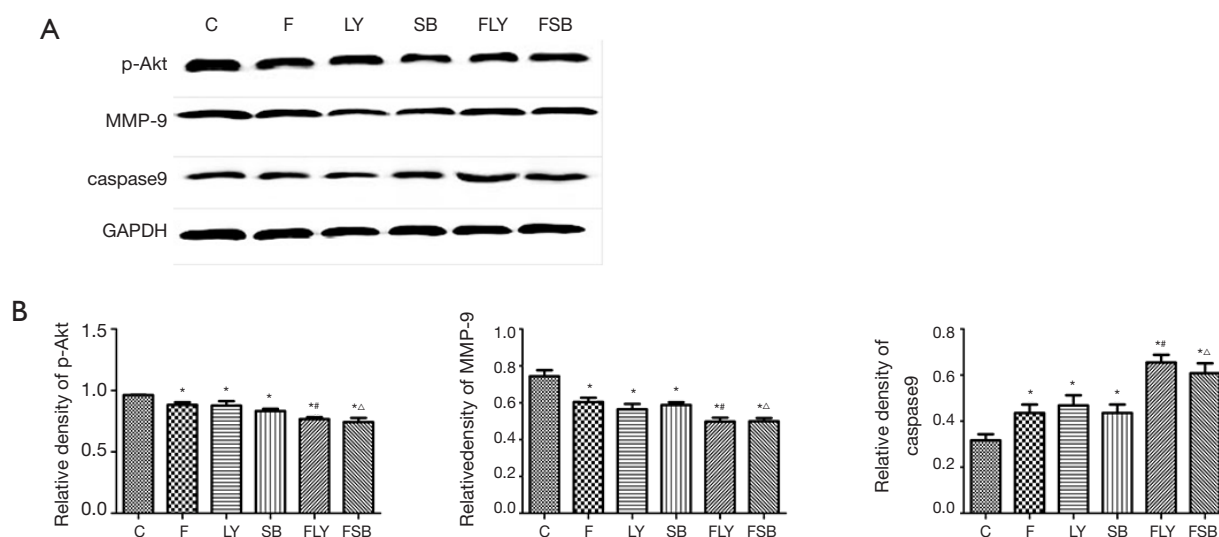 A
C F LY SB FLY FSB
p-Akt
MMP-9
caspase9
GAPDH
B
Relative density of p-Akt
1.5
1.0
0.5
0.0
* * * *# *△
C F LY SB FLY FSB
Relativedensity of MMP-9
1.0
0.8
0.6
0.4
0.2
0.0
* * * *# *△
C F LY SB FLY FSB
Relative density of
caspase9
0.8
0.6
0.4
0.2
0.0
* * * *# *△
C F LY SB FLY FSB